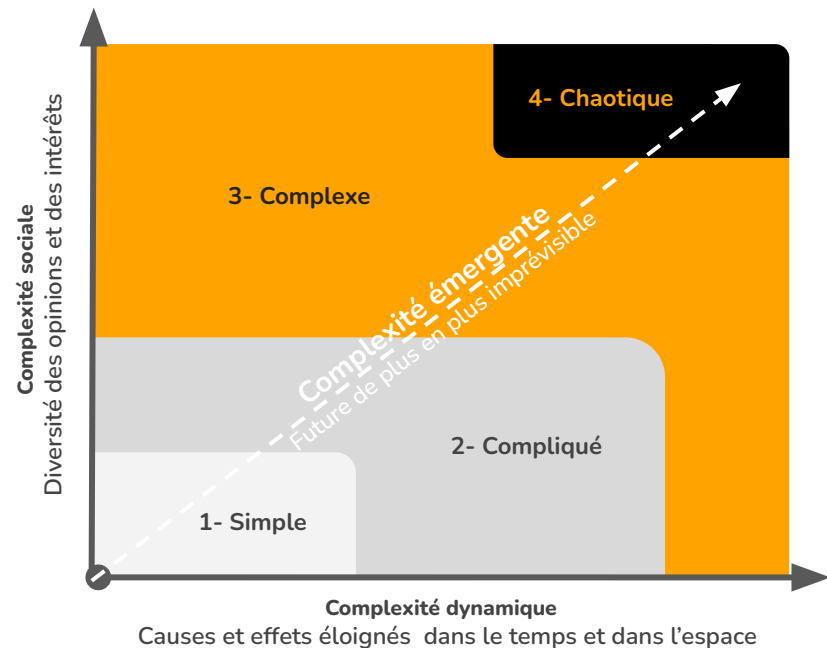 4- Chaotique
3- Complexe
Complexité émergente
Future de plus en plus imprévisible
2- Compliqué
1- Simple
Complexité sociale
Diversité des opinions et des intérêts
Complexité dynamique
Causes et effets éloignés dans le temps et dans l’espace